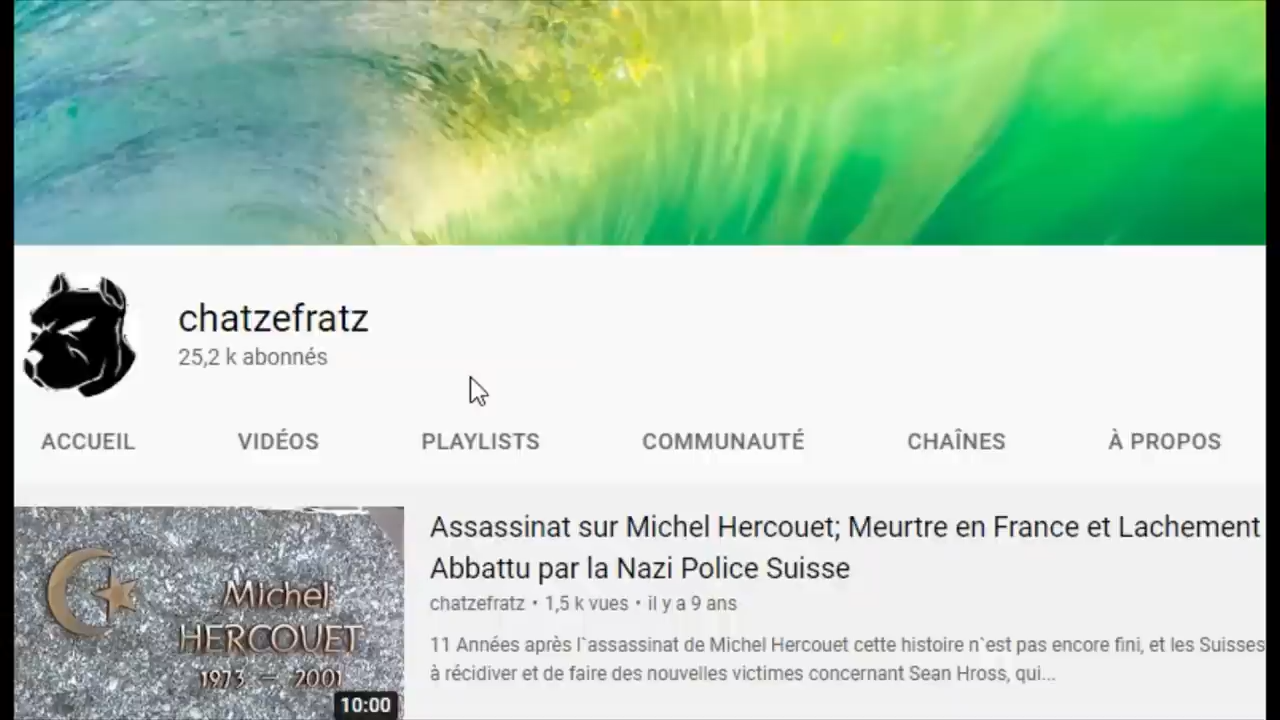 chatzefratz
25,2 k abonnés
ACCUEIL VIDÉOS PLAYLISTS COMMUNAUTÉ CHAÎNES À PROPOS
Assassinat sur Michel Hercouet; Meurtre en France et Lachement
Abbattu par la Nazi Police Suisse
chatzefratz • 1,5 k vues • il y a 9 ans
11 Années après l`assassinat de Michel Hercouet cette histoire n`est pas encore fini, et les Suisses
à récidiver et de faire des nouvelles victimes concernant Sean Hross, qui...
Michel
HERCOUET
1973 – 2001
10:00